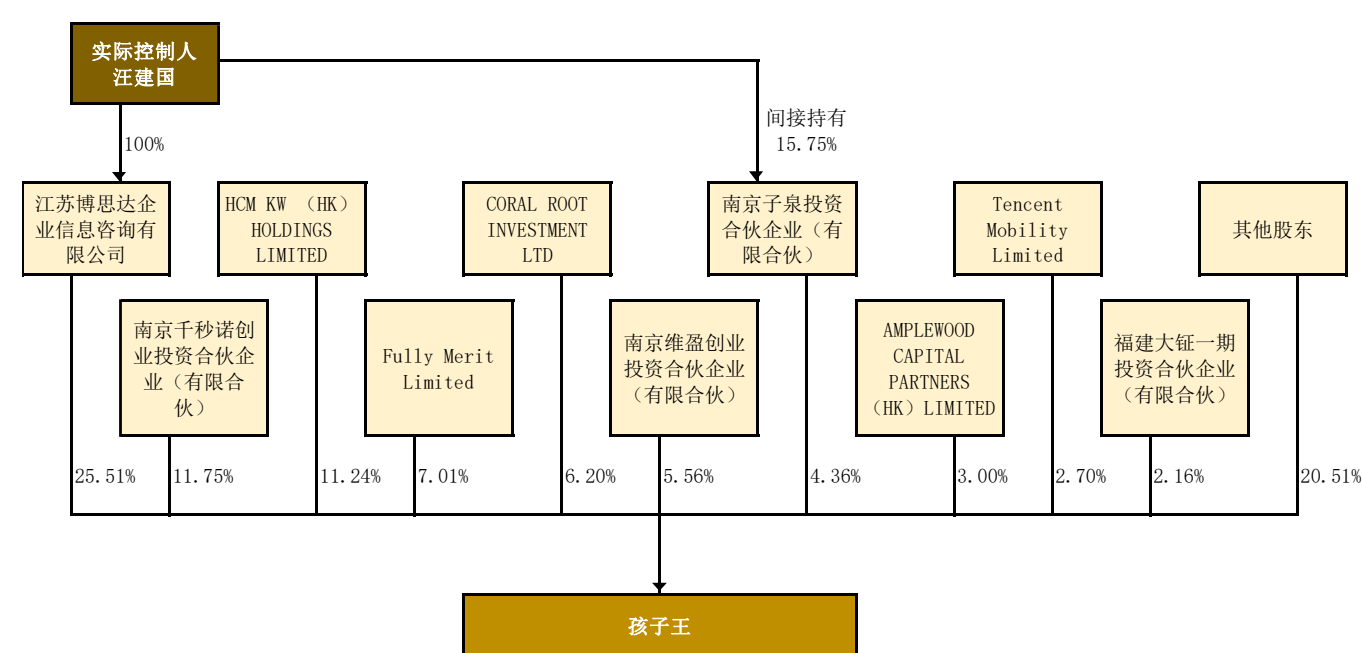 实际控制人
汪建国
间接持有
15.75%
100%
江苏博思达企
业信息咨询有
限公司
HCM KW （HK）
HOLDINGS
LIMITED
CORAL ROOT
INVESTMENT
LTD
南京子泉投资
合伙企业（有
限合伙）
Tencent
Mobility
Limited
其他股东
南京千秒诺创
业投资合伙企
业（有限合
伙）
Fully Merit
Limited
南京维盈创业
投资合伙企业
（有限合伙）
AMPLEWOOD
CAPITAL
PARTNERS
（HK）LIMITED
福建大钲一期
投资合伙企业
（有限合伙）
25.51%
11.75%
11.24%
7.01%
6.20%
5.56%
4.36%
3.00%
2.70%
2.16%
20.51%
孩子王